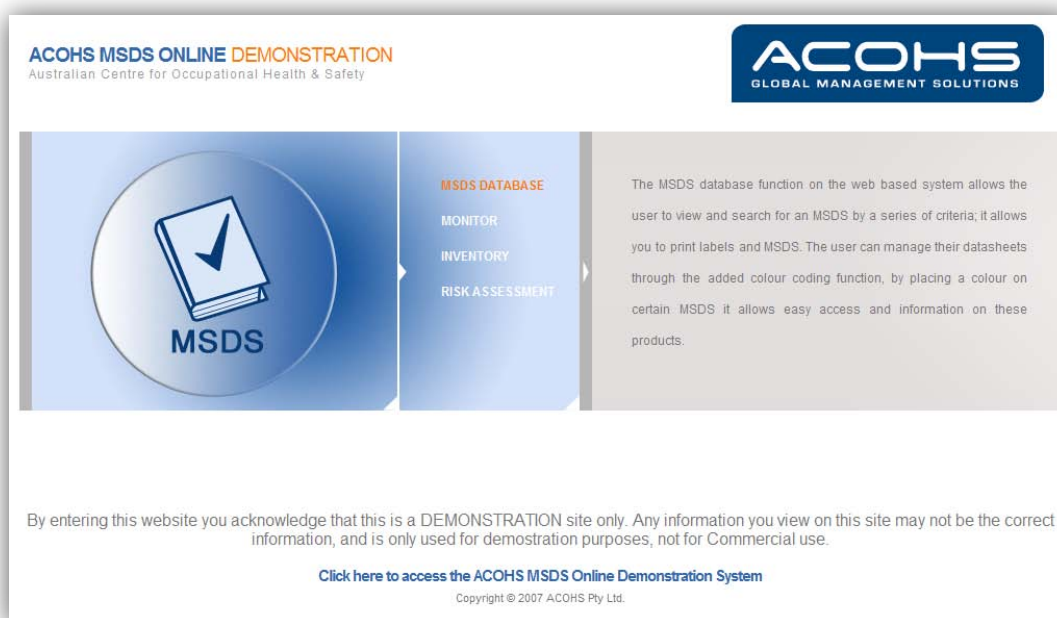 ACOHS MSDS ONLINE DEMONSTRATION
Australian Centre for Occupational Health & Safety
ACOHS
GLOBAL MANAGEMENT SOLUTIONS
MSDS
MSDS DATABASE
MONITOR
INVENTORY
RISK ASSESSMENT
The MSDS database function on the web based system allows the
user to view and search for an MSDS by a series of criteria; it allows
you to print labels and MSDS. The user can manage their datasheets
through the added colour coding function, by placing a colour on
certain MSDS it allows easy access and information on these
products.
By entering this website you acknowledge that this is a DEMONSTRATION site only. Any information you view on this site may not be the correct
information, and is only used for demostration purposes, not for Commercial use.
Click here to access the ACOHS MSDS Online Demonstration System
Copyright © 2007 ACOHS Pty Ltd.